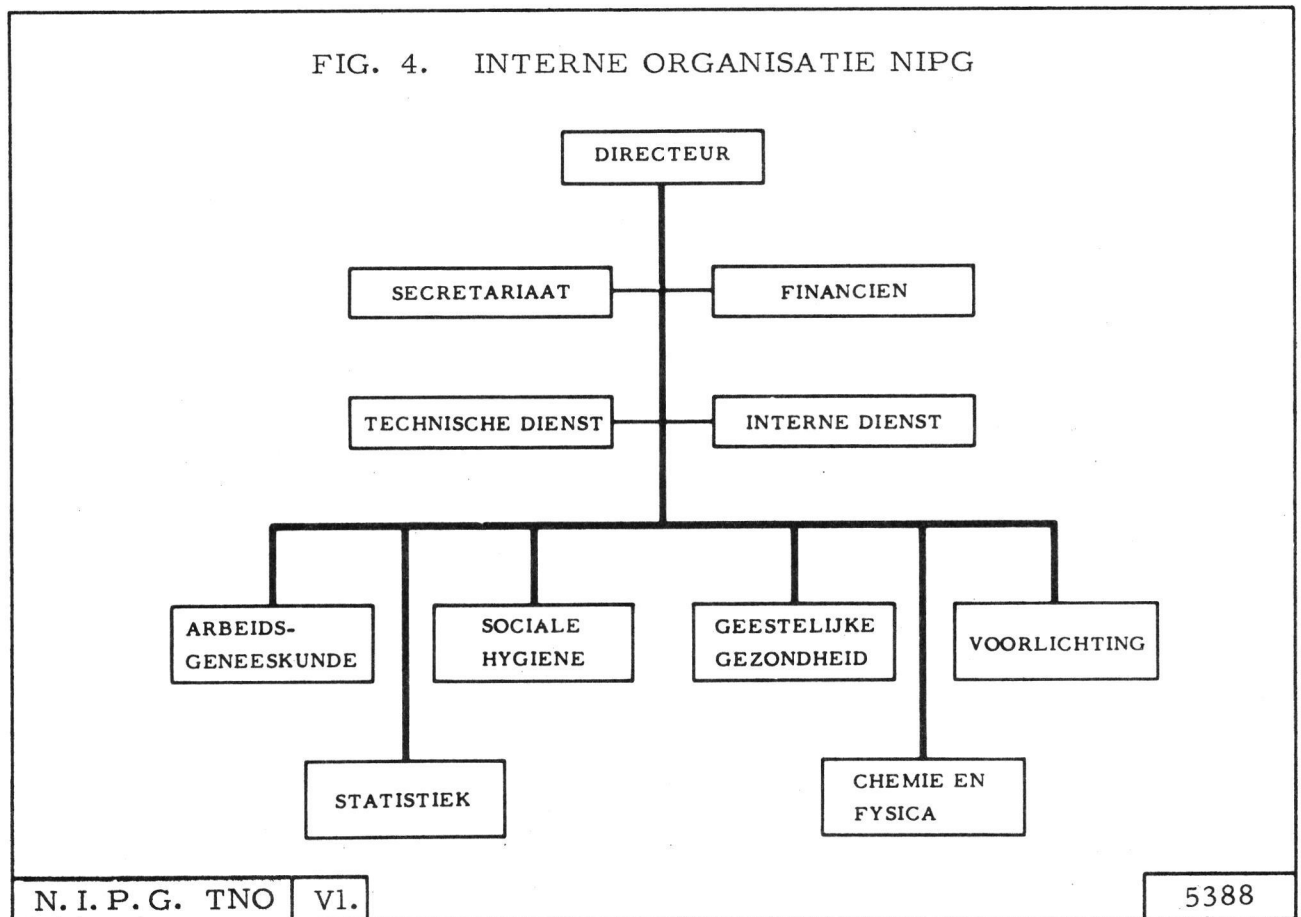 FIG. 4. INTERNE ORGANISATIE NIPG
DIRECTEUR
SECRETARIAAT
FINANCIEN
TECHNISCHE DIENST
INTERNE DIENST
ARBEIDS-
GENEESKUNDE
SOCIALE
HYGIENE
GEESTELIJKE
GEZONDHEID
VOORLICHTING
STATISTIEK
CHEMIE EN
FYSICA
N. I. P. G. TNO
V1.
5388